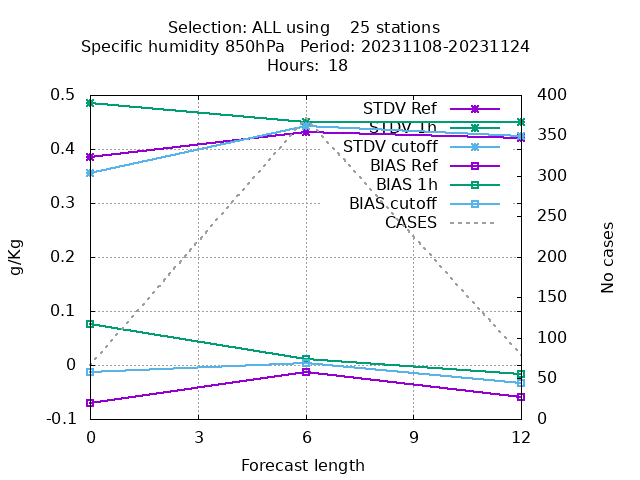 Selection: ALL using    25 stations
Specific humidity 850hPa   Period: 20231108-20231124
Hours: 18
0.5
0.4
0.3
0.2
0.1
0
-0.1
g/Kg
STDV Ref
STDV 1h
STDV cutoff
BIAS Ref
BIAS 1h
BIAS cutoff
CASES
400
350
300
250
200
150
100
50
0
No cases
0 3 6 9 12
Forecast length